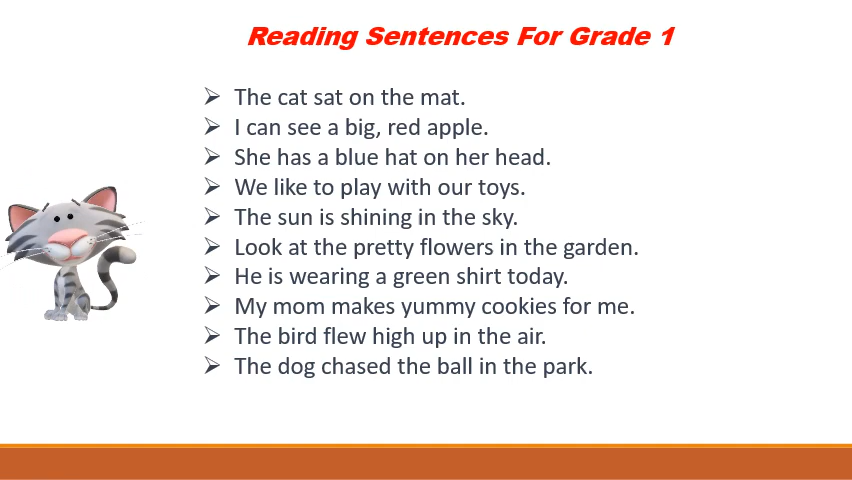 Reading Sentences For Grade 1
➢ The cat sat on the mat.
➢ I can see a big, red apple.
➢ She has a blue hat on her head.
➢ We like to play with our toys.
➢ The sun is shining in the sky.
➢ Look at the pretty flowers in the garden.
➢ He is wearing a green shirt today.
➢ My mom makes yummy cookies for me.
➢ The bird flew high up in the air.
➢ The dog chased the ball in the park.